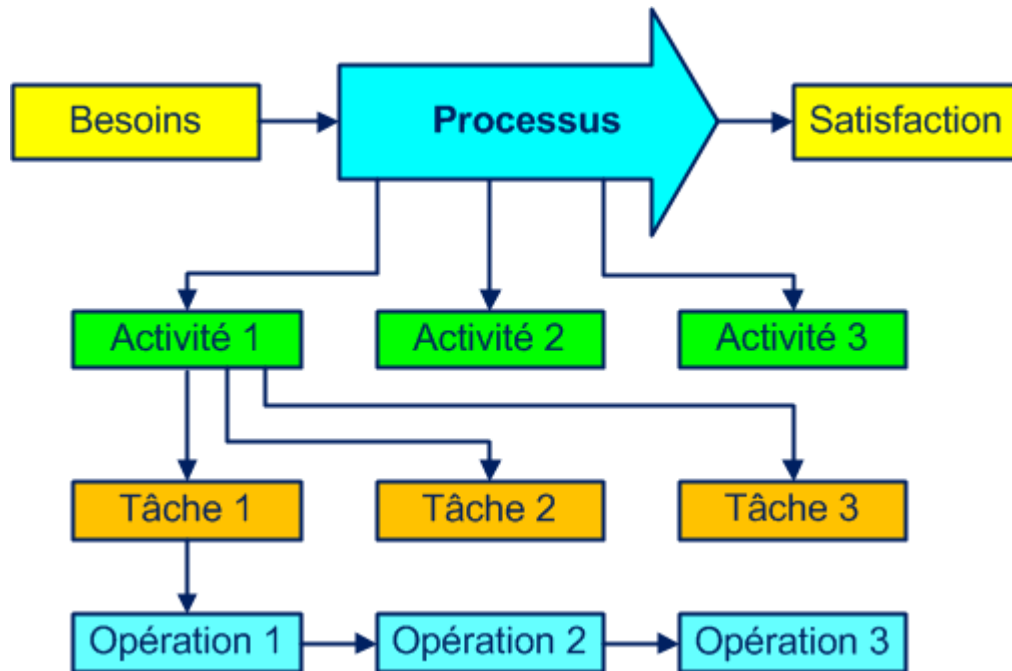 Besoins
Processus
Satisfaction
Activité 1
Activité 2
Activité 3
Tâche 1
Tâche 2
Tâche 3
Opération 1
Opération 2
Opération 3